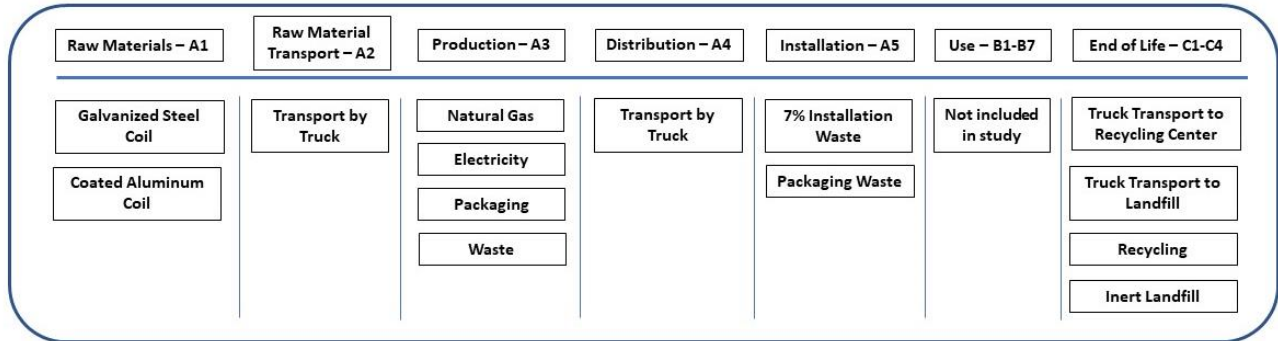 Raw Materials – A1
Raw Material
Transport – A2
Production – A3
Distribution – A4
Installation – A5
Use – B1-B7
End of Life – C1-C4
Galvanized Steel
Coil
Coated Aluminum
Coil
Transport by
Truck
Natural Gas
Electricity
Packaging
Waste
Transport by
Truck
7% Installation
Waste
Packaging Waste
Not included
in study
Truck Transport to
Recycling Center
Truck Transport to
Landfill
Recycling
Inert Landfill